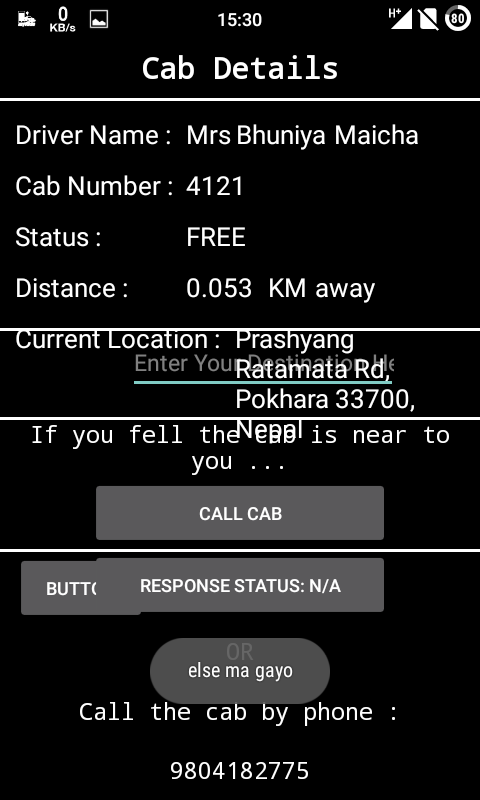 0
KB/s
15:30
H+
80
Cab Details
Driver Name : Mrs Bhuniya Maicha
Cab Number : 4121
Status : FREE
Distance : 0.053 KM away
Current Location : Prashyang
Enter Your Destination He
Ratamata Rd,
Pokhara 33700,
Nepal
If you fell the cab is near to
you ...
CALL CAB
BUTTO
RESPONSE STATUS: N/A
OR
else ma gayo
Call the cab by phone :
9804182775